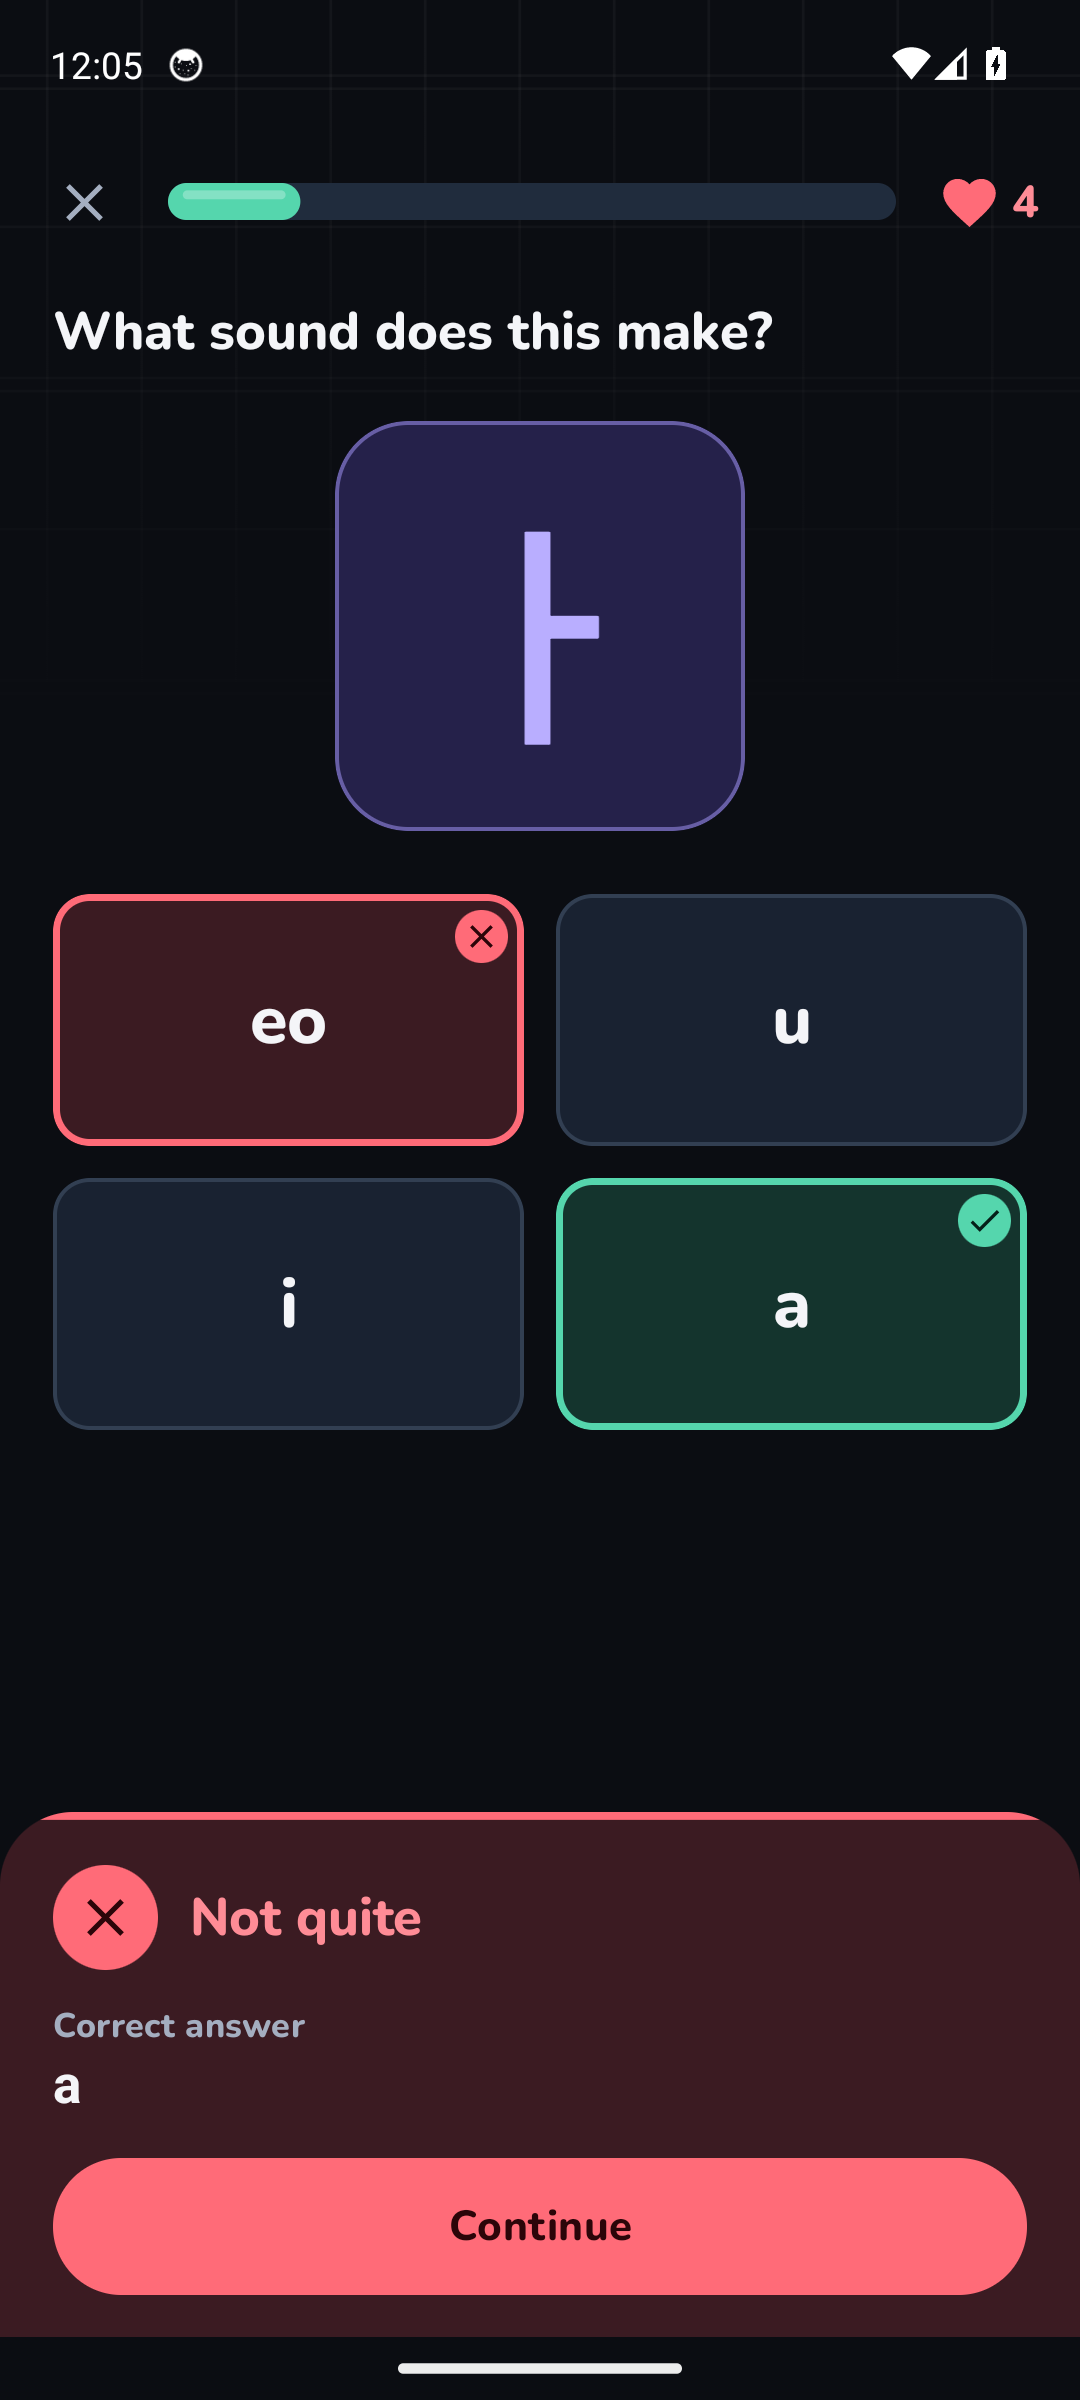 12:05
4
What sound does this make?
ㅏ
eo
u
i
a
Not quite
Correct answer
a
Continue